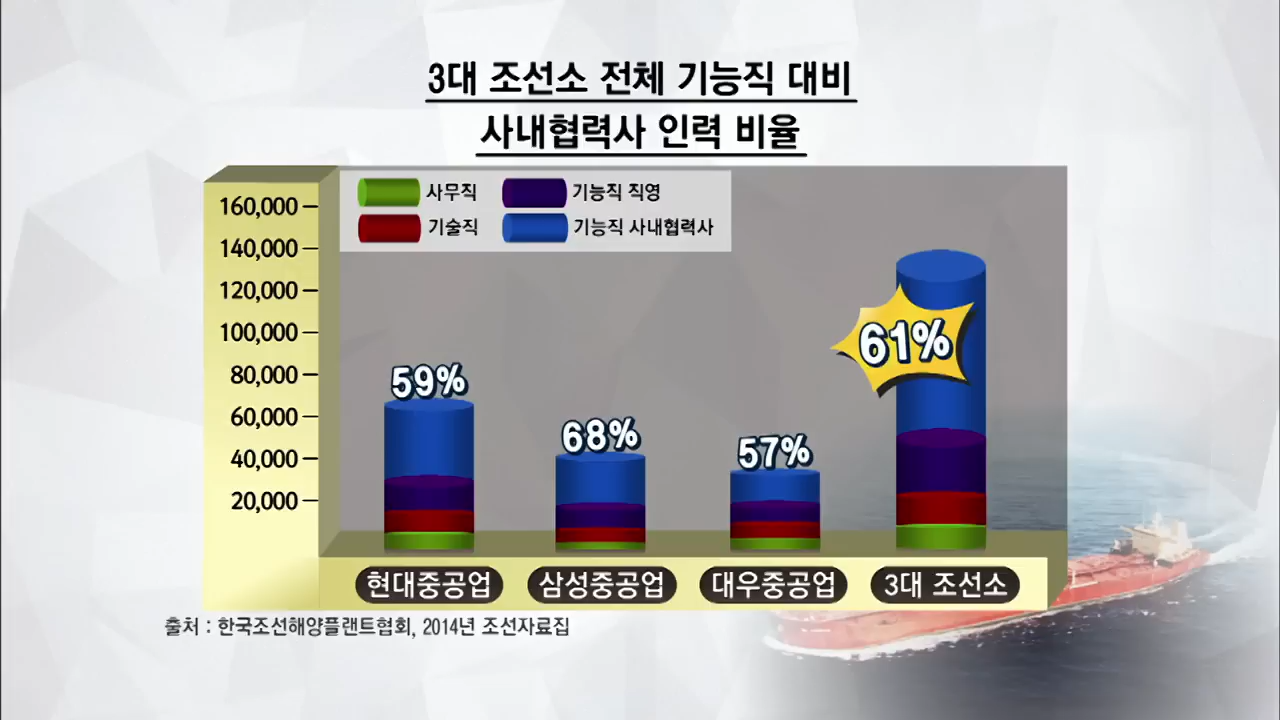 3대 조선소 전체 기능직 대비
사내협력사 인력 비율
사무직 기능직 직영
기술직 기능직 사내협력사
160,000
140,000
120,000
100,000
80,000
60,000
40,000
20,000
59%
68%
57%
61%
현대중공업 삼성중공업 대우중공업 3대 조선소
출처 : 한국조선해양플랜트협회, 2014년 조선자료집